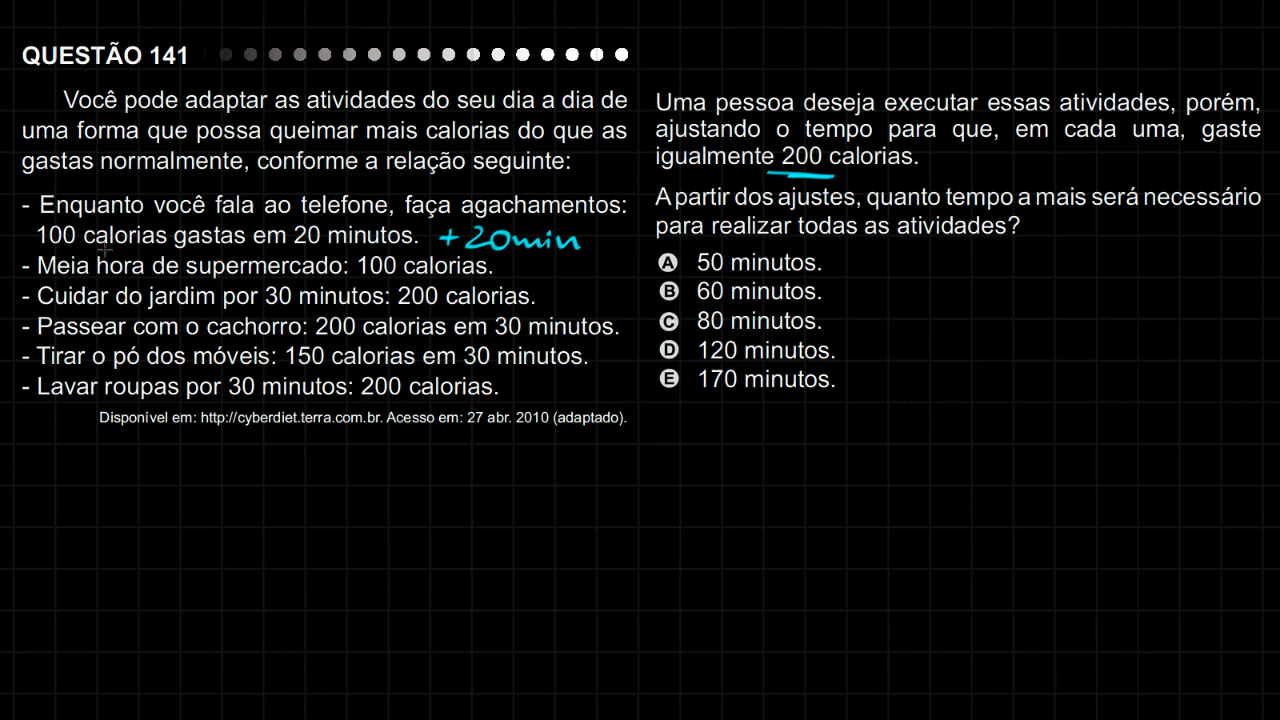 QUESTÃO 141
Você pode adaptar as atividades do seu dia a dia de
uma forma que possa queimar mais calorias do que as
gastas normalmente, conforme a relação seguinte:
- Enquanto você fala ao telefone, faça agachamentos:
100 calorias gastas em 20 minutos. +20min
- Meia hora de supermercado: 100 calorias.
- Cuidar do jardim por 30 minutos: 200 calorias.
- Passear com o cachorro: 200 calorias em 30 minutos.
- Tirar o pó dos móveis: 150 calorias em 30 minutos.
- Lavar roupas por 30 minutos: 200 calorias.
Disponível em: http://cyberdiet.terra.com.br. Acesso em: 27 abr. 2010 (adaptado).
Uma pessoa deseja executar essas atividades, porém,
ajustando o tempo para que, em cada uma, gaste
igualmente 200 calorias.
A partir dos ajustes, quanto tempo a mais será necessário
para realizar todas as atividades?
A 50 minutos.
B 60 minutos.
C 80 minutos.
D 120 minutos.
E 170 minutos.